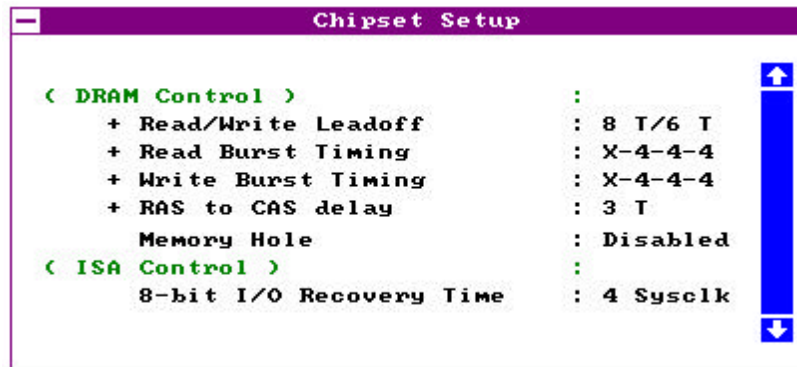 Chipset Setup
( DRAM Control ) :
+ Read/Write Leadoff : 8 T/6 T
+ Read Burst Timing : X-4-4-4
+ Write Burst Timing : X-4-4-4
+ RAS to CAS delay : 3 T
Memory Hole : Disabled
( ISA Control ) :
8-bit I/O Recovery Time : 4 Sysclk